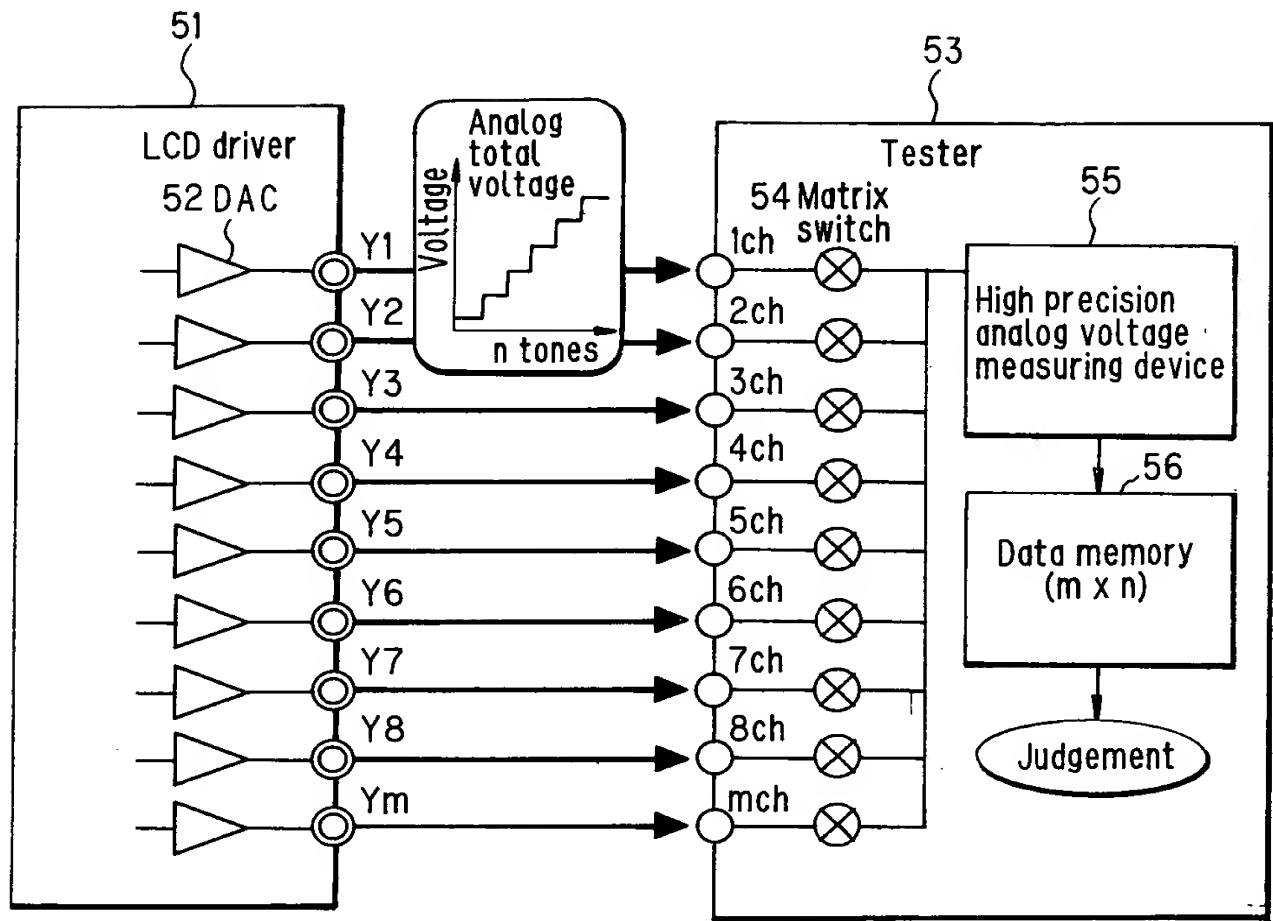 51
53
LCD driver
52 DAC
Analog
total
voltage
Voltage
n tones
Tester
54 Matrix
switch
55
Y1
Y2
Y3
Y4
Y5
Y6
Y7
Y8
Ym
1ch
2ch
3ch
4ch
5ch
6ch
7ch
8ch
mch
High precision
analog voltage
measuring device
56
Data memory
(m x n)
Judgement